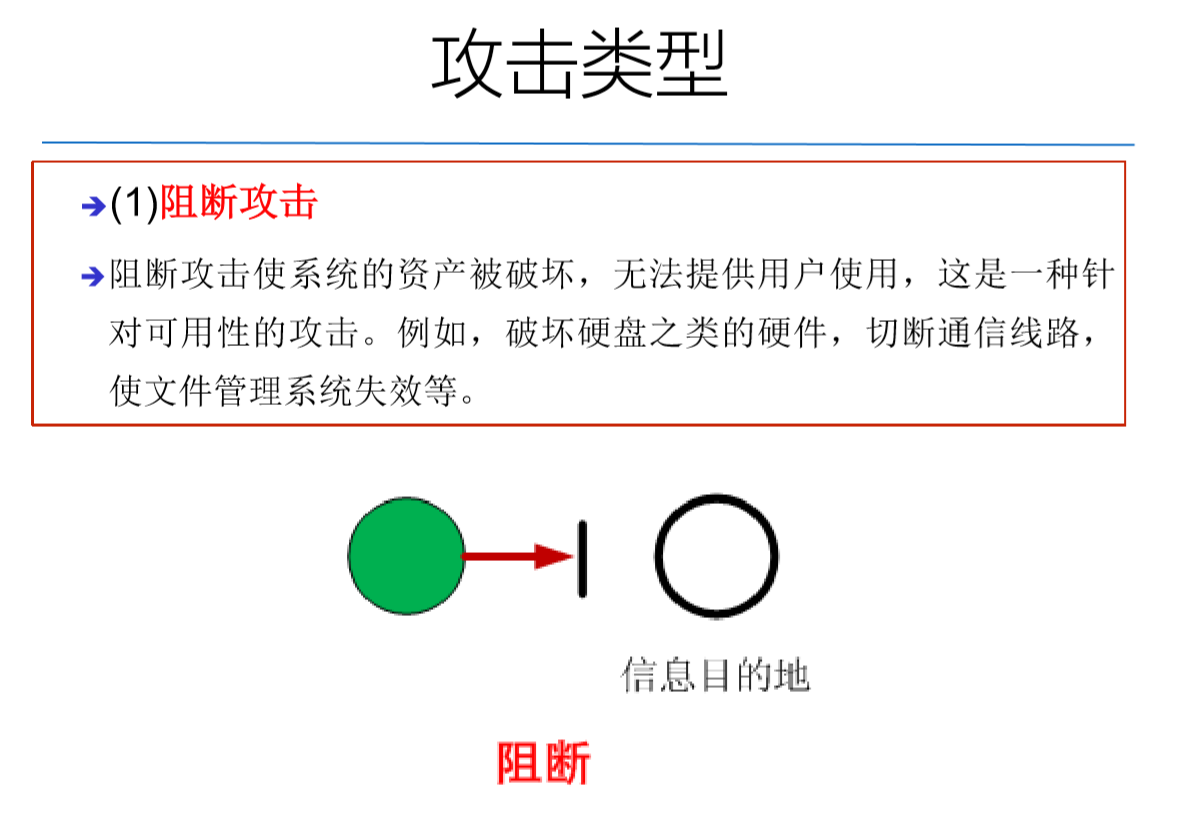 攻击类型
(1)阻断攻击
阻断攻击使系统的资产被破坏，无法提供用户使用，这是一种针
对可用性的攻击。例如，破坏硬盘之类的硬件，切断通信线路，
使文件管理系统失效等。
信息目的地
阻断